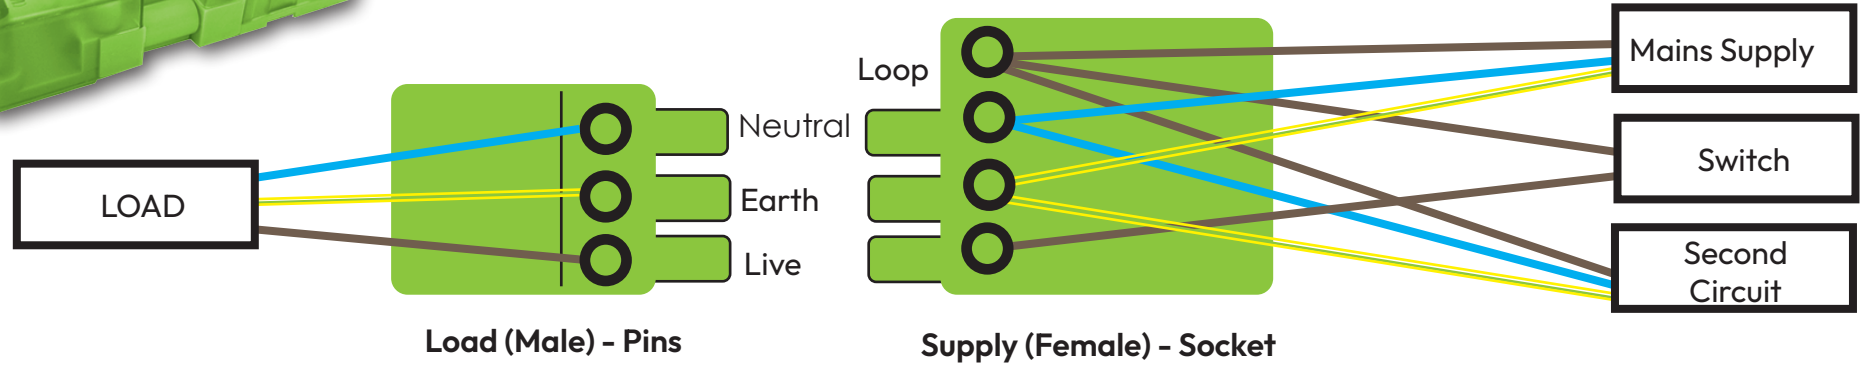 Mains Supply
Loop
Neutral
Switch
LOAD
Earth
Live
Second
Circuit
Load (Male) - Pins
Supply (Female) - Socket